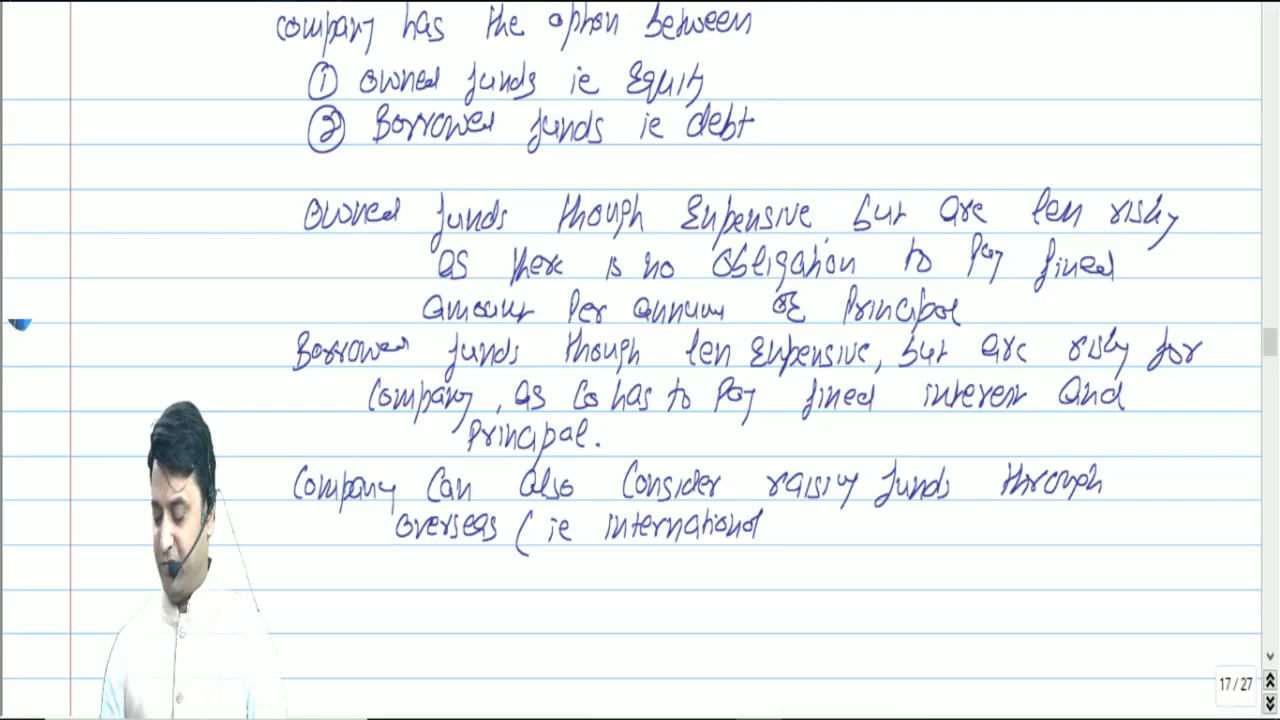 company has the option between
① owned funds ie Equity
② Borrowed funds ie debt
owned funds though Expensive but are less risky
as there is no obligation to Pay fixed
amount Per annum or Principal
Borrowed funds though less Expensive, but are risky for
Company, as Co has to Pay fixed interest and
Principal.
Company Can also Consider raising funds through
overseas ( ie international
17 / 27